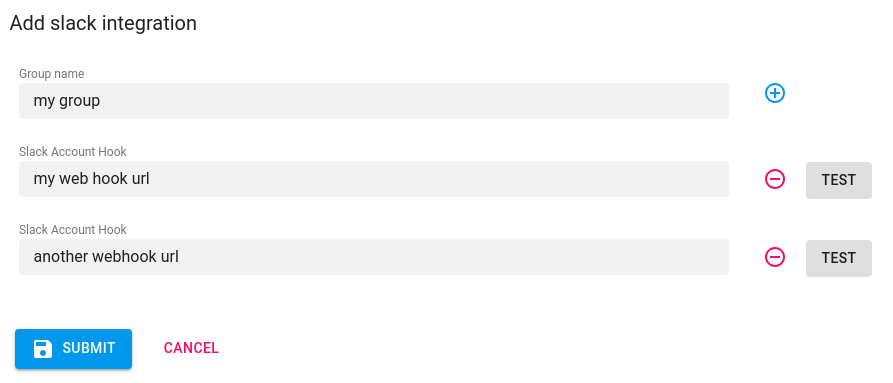 Add slack integration
Group name
my group
Slack Account Hook
my web hook url
TEST
Slack Account Hook
another webhook url
TEST
SUBMIT
CANCEL